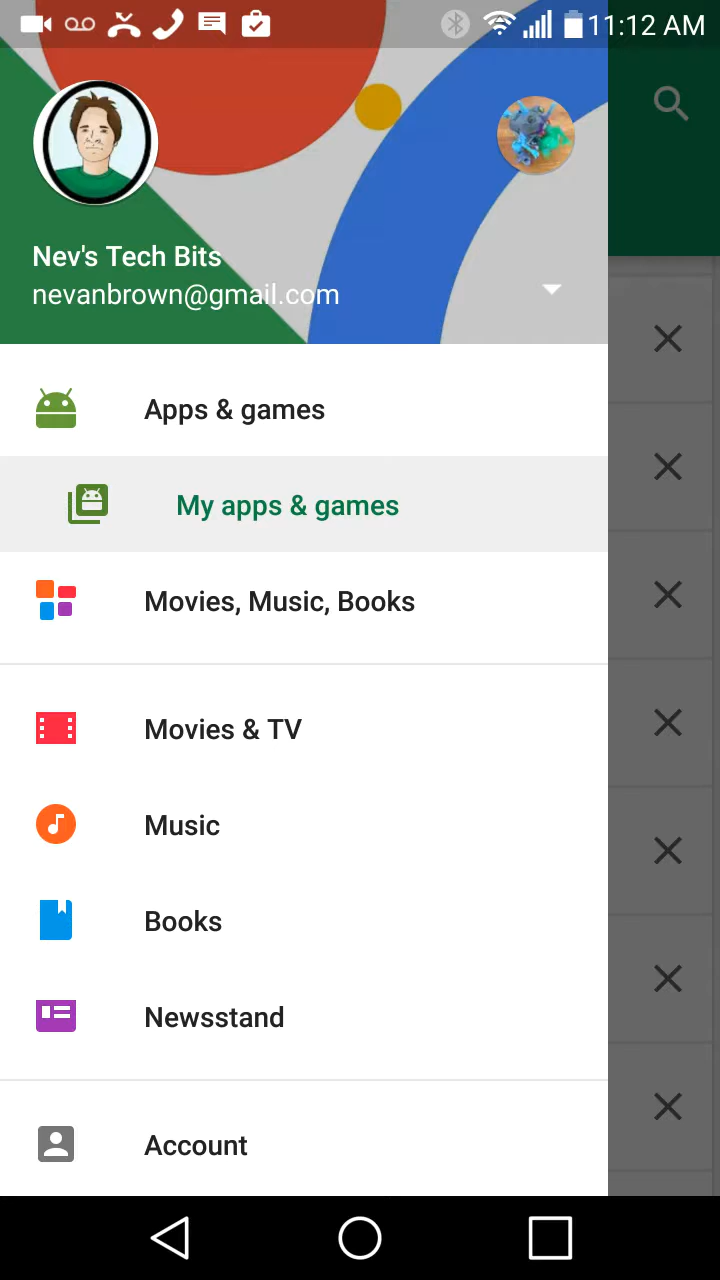 11:12 AM
Nev's Tech Bits
nevanbrown@gmail.com
Apps & games
My apps & games
Movies, Music, Books
Movies & TV
Music
Books
Newsstand
Account